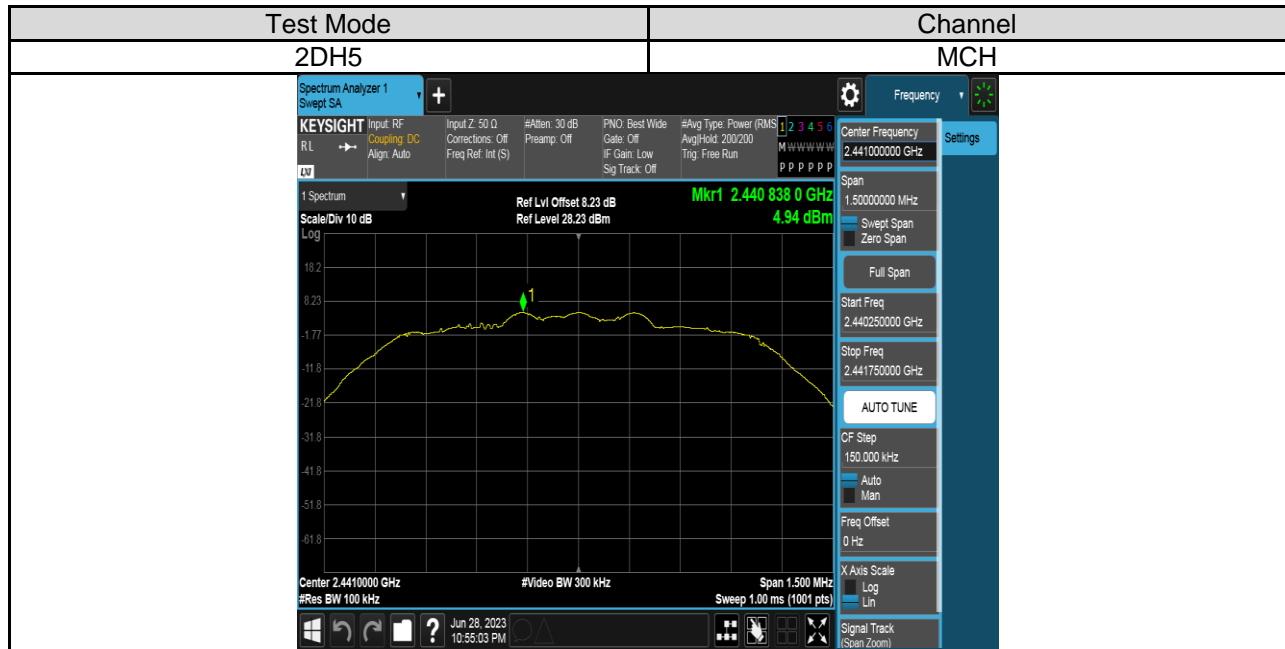 Test Mode Channel
2DH5 MCH
Spectrum Analyzer 1
Swept SA
Frequency
KEYSIGHT Input: RF Input Z: 50 Ω #Atten: 30 dB PNO: Best Wide #Avg Type: Power (RMS 1 2 3 4 5 6
RL Coupling: DC Corrections: Off Preamp: Off Gate: Off Avg|Hold: 200/200 M W W W W W
Align: Auto Freq Ref: Int (S) IF Gain: Low Trig: Free Run
LXI Sig Track: Off P P P P P P
1 Spectrum
Scale/Div 10 dB
Ref Lvl Offset 8.23 dB
Ref Level 28.23 dBm
Mkr1 2.440 838 0 GHz
4.94 dBm
Log
18.2
8.23
-1.77
-11.8
-21.8
-31.8
-41.8
-51.8
-61.8
1
Center 2.4410000 GHz #Video BW 300 kHz Span 1.500 MHz
#Res BW 100 kHz Sweep 1.00 ms (1001 pts)
?
Jun 28, 2023
10:55:03 PM
Center Frequency
2.441000000 GHz
Settings
Span
1.50000000 MHz
Swept Span
Zero Span
Full Span
Start Freq
2.440250000 GHz
Stop Freq
2.441750000 GHz
AUTO TUNE
CF Step
150.000 kHz
Auto
Man
Freq Offset
0 Hz
X Axis Scale
Log
Lin
Signal Track
(Span Zoom)